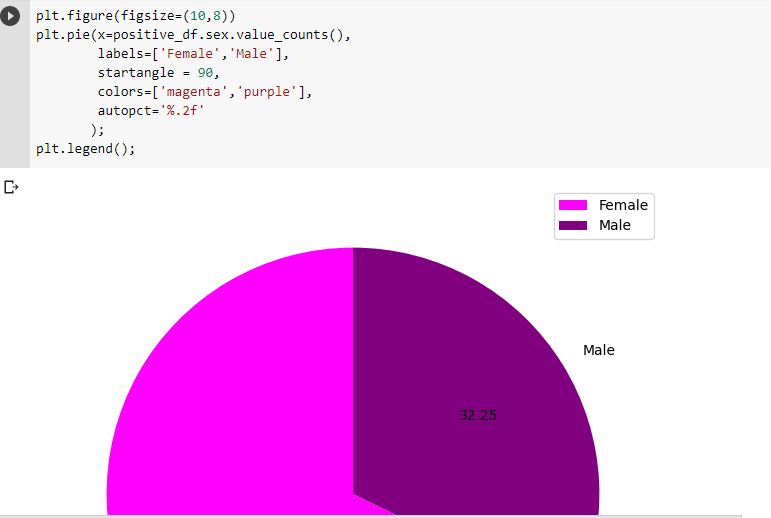 plt.figure(figsize=(10,8))
plt.pie(x=positive_df.sex.value_counts(),
        labels=['Female','Male'],
        startangle = 90,
        colors=['magenta','purple'],
        autopct='%.2f'
       );
plt.legend();
Female
Male
Male
32.25